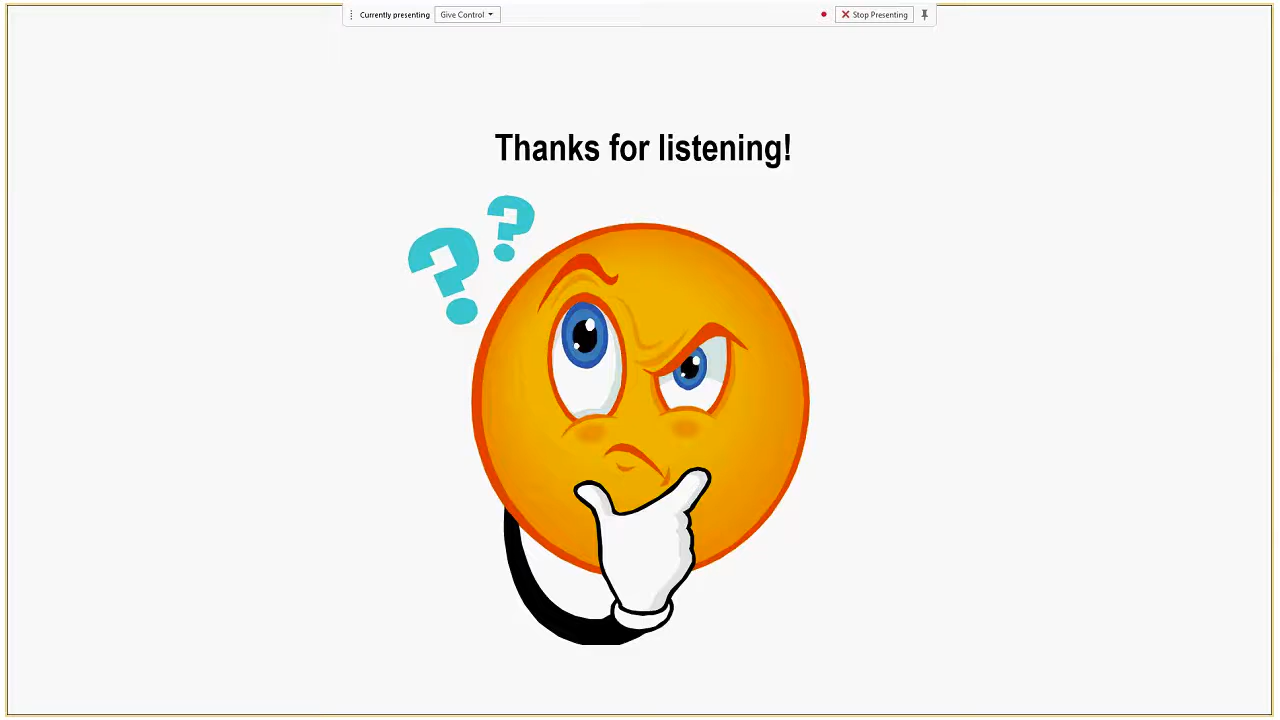 Currently presenting
Give Control
Stop Presenting
Thanks for listening!
? ?